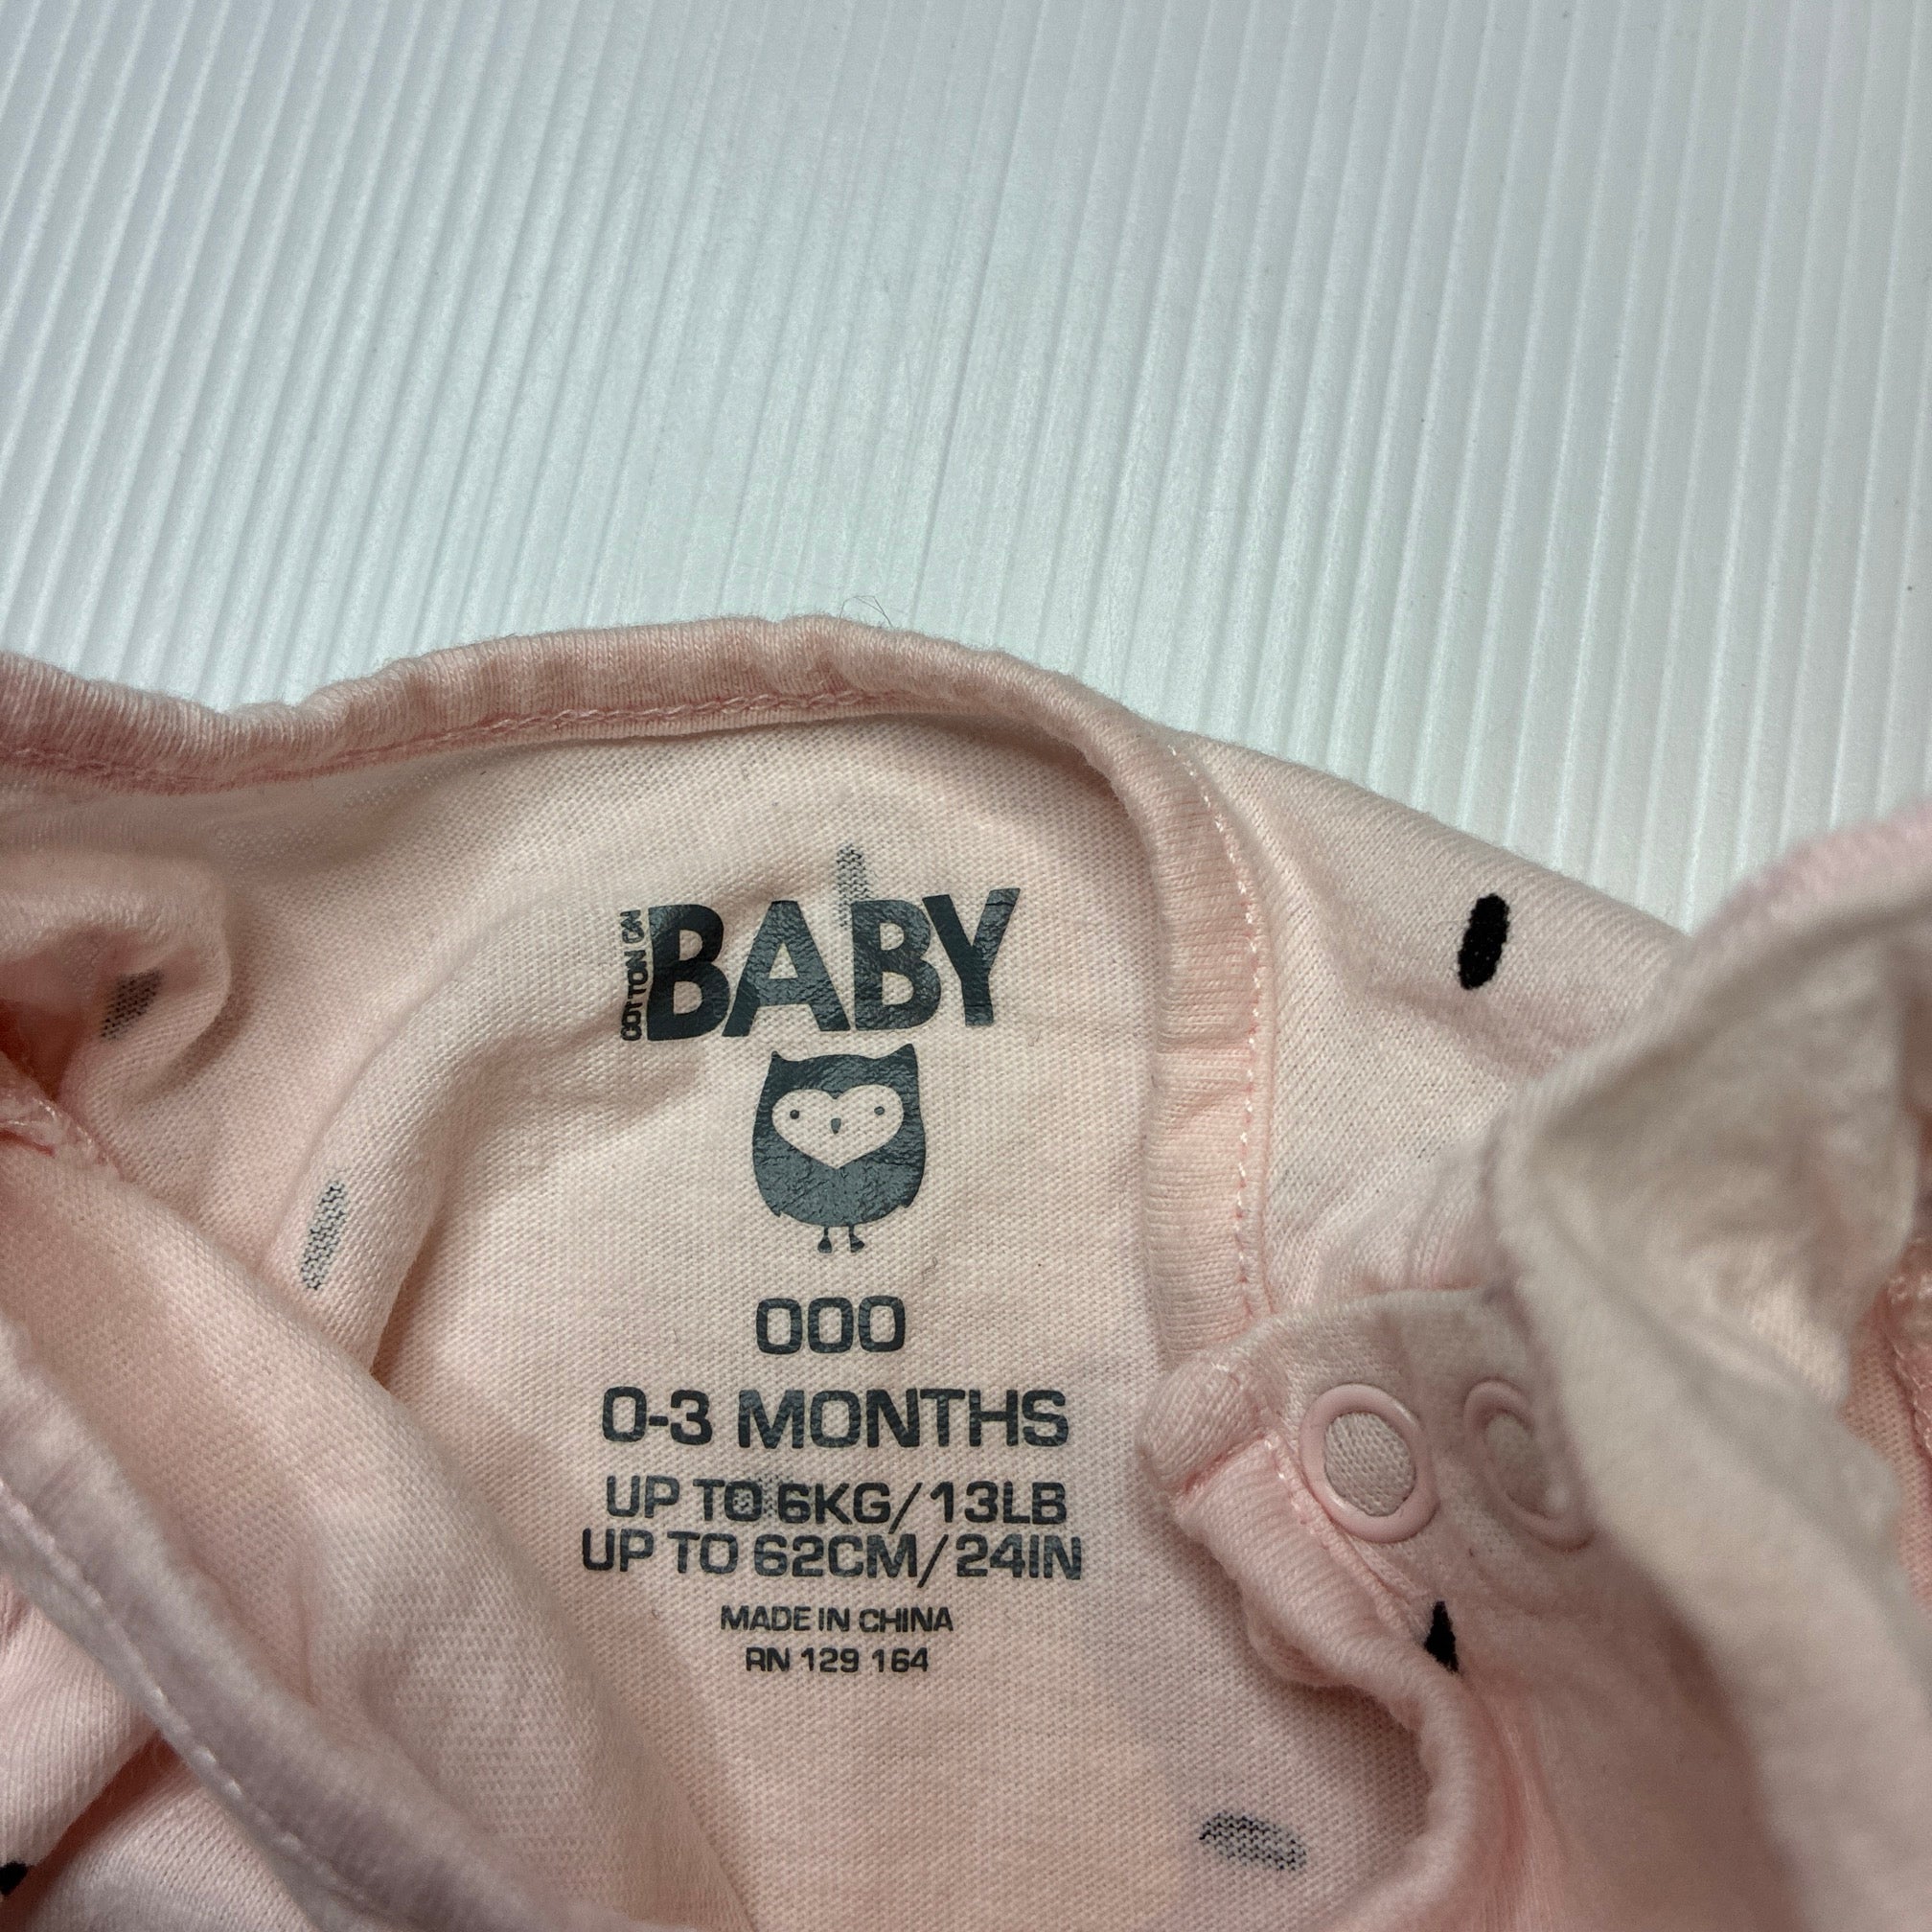 COTTON ON
BABY
000
0-3 MONTHS
UP TO 6KG/13LB
UP TO 62CM/24IN
MADE IN CHINA
RN 129 164